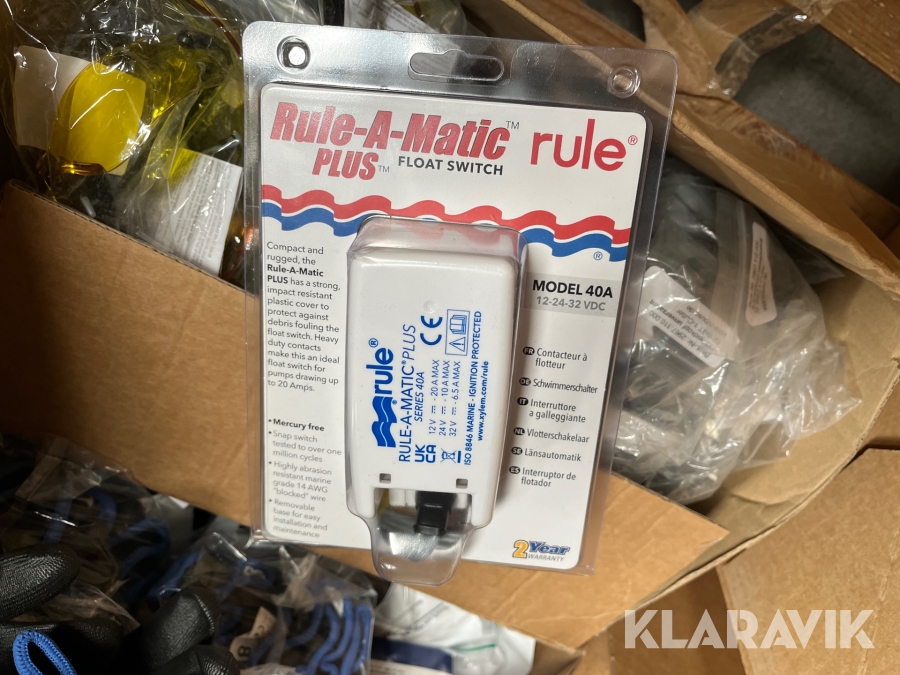 KLARAVIK
Rule-A-Matic™
PLUS™ FLOAT SWITCH
rule®
®
Compact and
rugged, the
Rule-A-Matic
PLUS has a strong,
impact resistant
plastic cover to
protect against
debris fouling the
float switch. Heavy
duty contacts
make this an ideal
float switch for
pumps drawing up
to 20 Amps.
• Mercury free
• Snap switch
tested to over one
million cycles
• Highly abrasion
resistant marine
grade 14 AWG
"blocked" wire
• Removable
base for easy
installation and
maintenance
rule®
RULE-A-MATIC® PLUS
SERIES 40A
CE
UK
CA
12 V - 20 A MAX
24 V - 10 A MAX
32 V - 6.5 A MAX
ISO 8846 MARINE - IGNITION PROTECTED
www.xylem.com/rule
MODEL 40A
12-24-32 VDC
FR Contacteur à
flotteur
DE Schwimmerschalter
IT Interruttore
a galleggiante
NL Vlotterschakelaar
SE Länsautomatik
ES Interruptor de
flotador
2 Year
WARRANTY
KLARAVIK